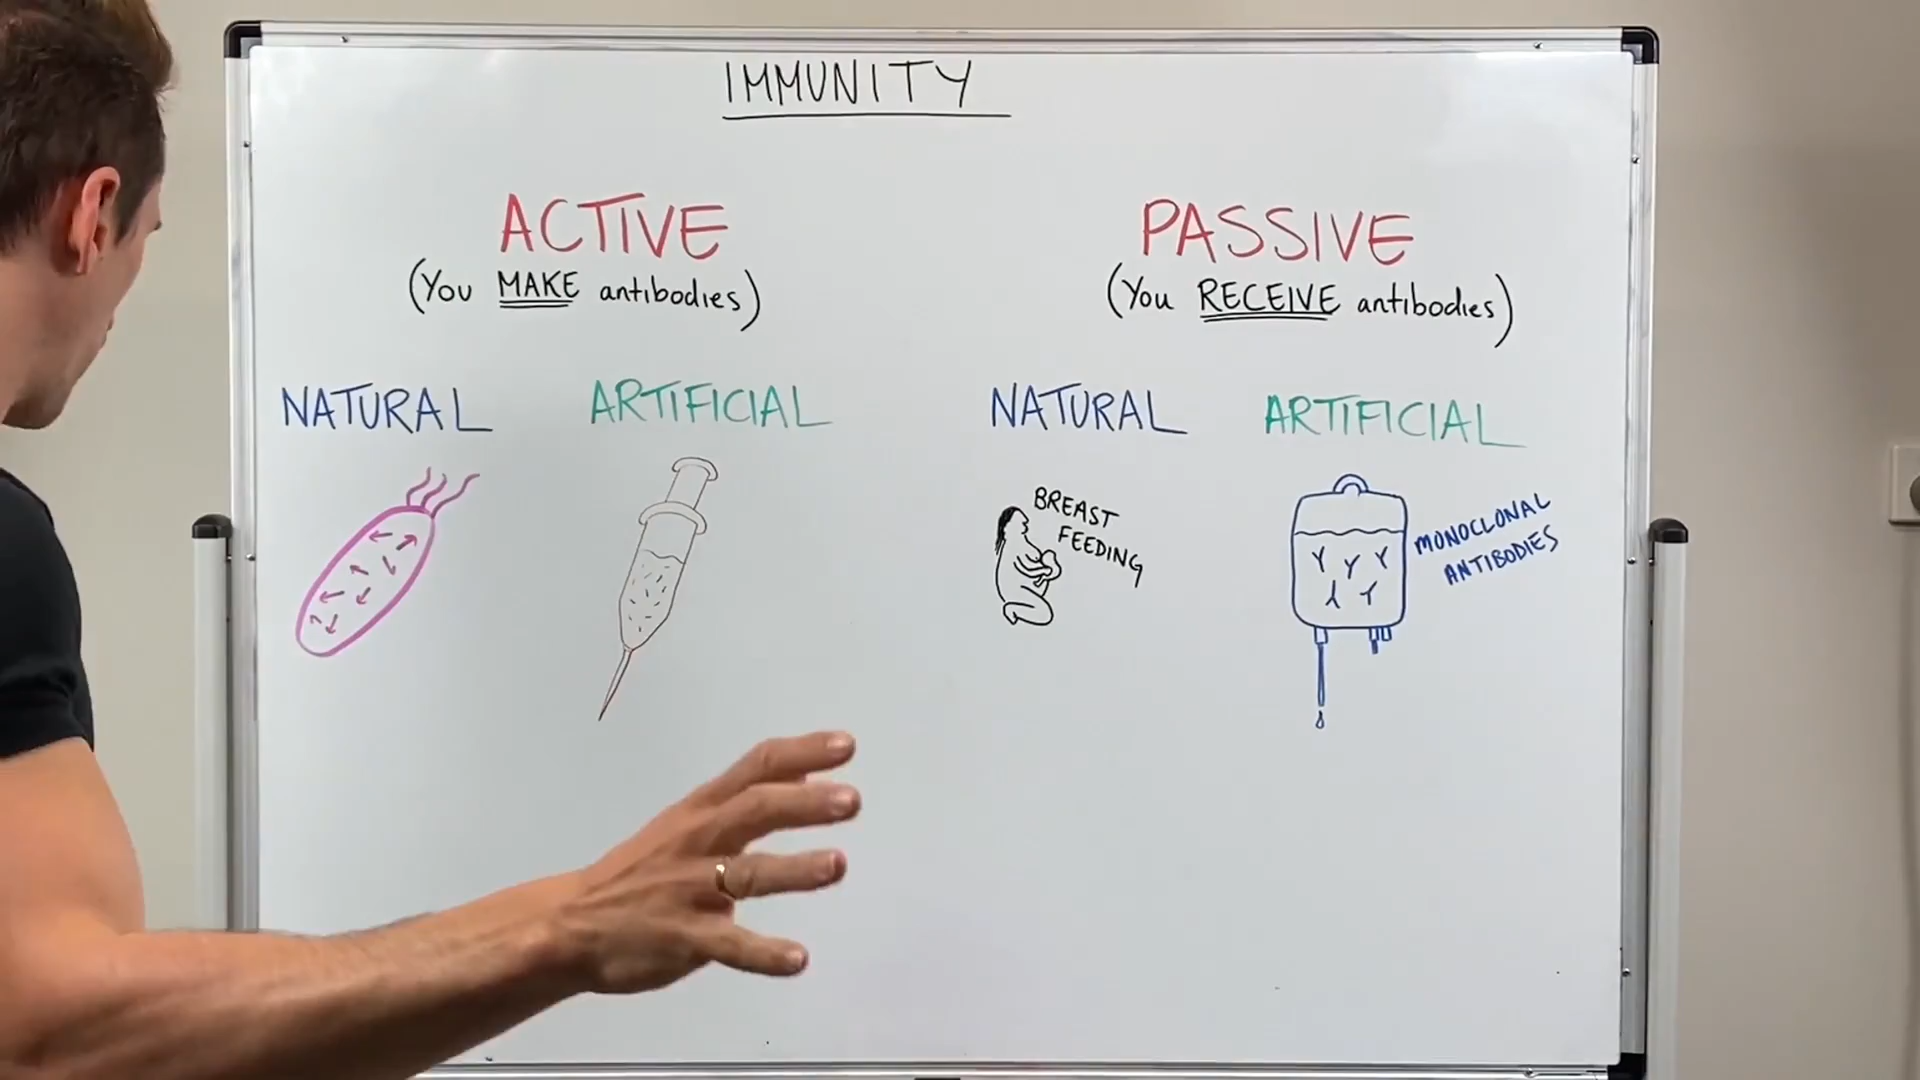 IMMUNITY
ACTIVE
(You MAKE antibodies)
NATURAL
ARTIFICIAL
PASSIVE
(You RECEIVE antibodies)
NATURAL
BREAST
FEEDING
ARTIFICIAL
MONOCLONAL
ANTIBODIES